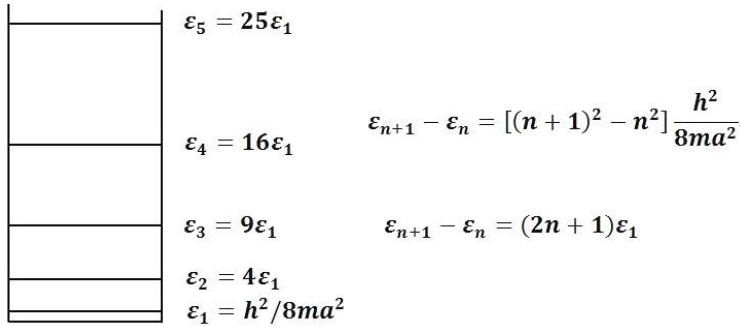 𝜺₅ = 25𝜺₁
𝜺ₙ₊₁ − 𝜺ₙ = [(n + 1)² − n²] h²/8ma²
𝜺₄ = 16𝜺₁
𝜺₃ = 9𝜺₁
𝜺ₙ₊₁ − 𝜺ₙ = (2n + 1)𝜺₁
𝜺₂ = 4𝜺₁
𝜺₁ = h²/8ma²